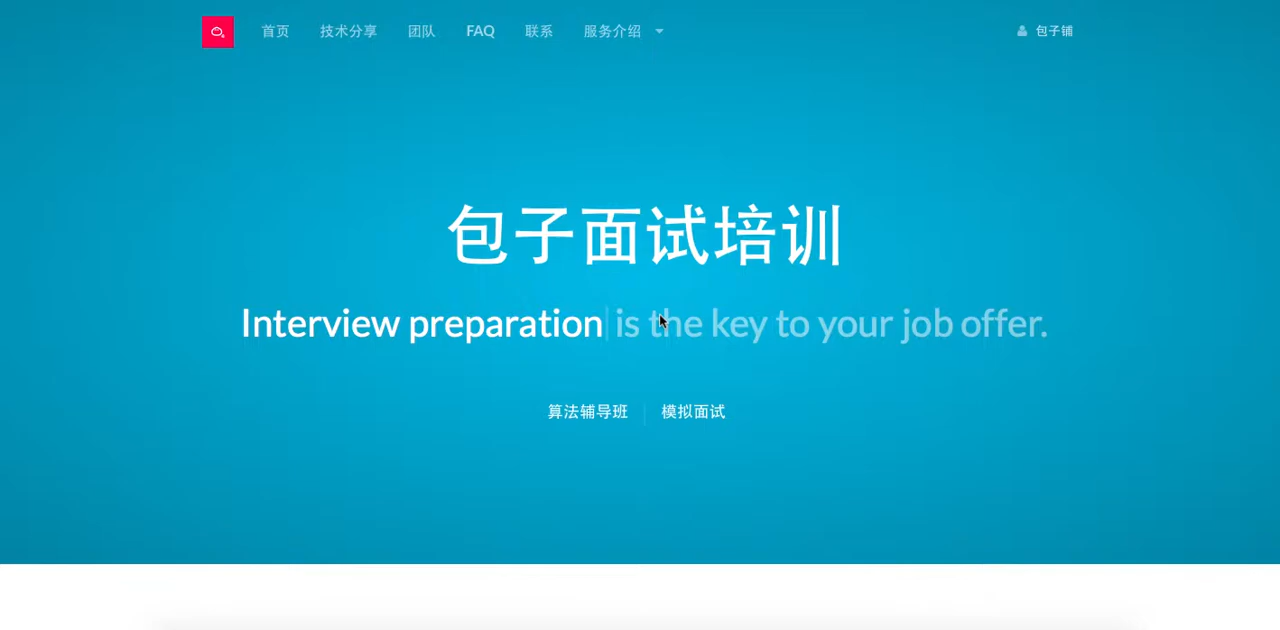 首页 技术分享 团队 FAQ 联系 服务介绍 包子铺
包子面试培训
Interview preparation is the key to your job offer.
算法辅导班 模拟面试